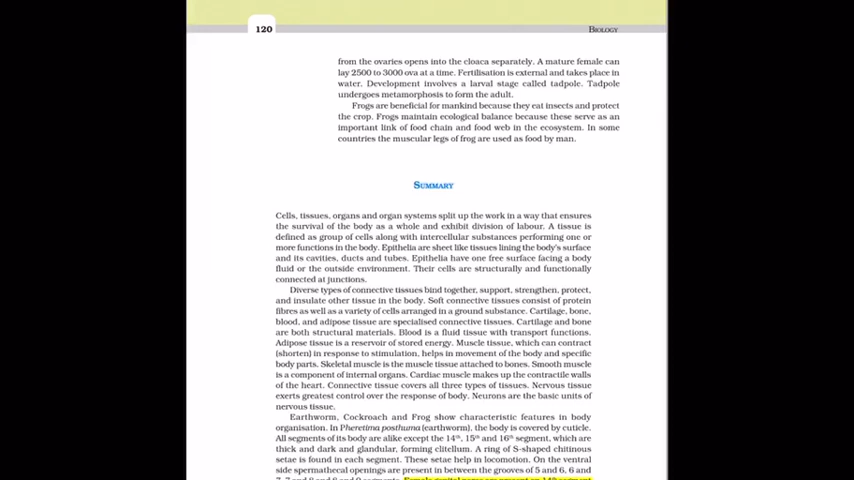 120
BIOLOGY
from the ovaries opens into the cloaca separately. A mature female can
lay 2500 to 3000 ova at a time. Fertilisation is external and takes place in
water. Development involves a larval stage called tadpole. Tadpole
undergoes metamorphosis to form the adult.
Frogs are beneficial for mankind because they eat insects and protect
the crop. Frogs maintain ecological balance because these serve as an
important link of food chain and food web in the ecosystem. In some
countries the muscular legs of frog are used as food by man.
SUMMARY
Cells, tissues, organs and organ systems split up the work in a way that ensures
the survival of the body as a whole and exhibit division of labour. A tissue is
defined as group of cells along with intercellular substances performing one or
more functions in the body. Epithelia are sheet like tissues lining the body's surface
and its cavities, ducts and tubes. Epithelia have one free surface facing a body
fluid or the outside environment. Their cells are structurally and functionally
connected at junctions.
Diverse types of connective tissues bind together, support, strengthen, protect,
and insulate other tissue in the body. Soft connective tissues consist of protein
fibres as well as a variety of cells arranged in a ground substance. Cartilage, bone,
blood, and adipose tissue are specialised connective tissues. Cartilage and bone
are both structural materials. Blood is a fluid tissue with transport functions.
Adipose tissue is a reservoir of stored energy. Muscle tissue, which can contract
(shorten) in response to stimulation, helps in movement of the body and specific
body parts. Skeletal muscle is the muscle tissue attached to bones. Smooth muscle
is a component of internal organs. Cardiac muscle makes up the contractile walls
of the heart. Connective tissue covers all three types of tissues. Nervous tissue
exerts greatest control over the response of body. Neurons are the basic units of
nervous tissue.
Earthworm, Cockroach and Frog show characteristic features in body
organisation. In Pheretima posthuma (earthworm), the body is covered by cuticle.
All segments of its body are alike except the 14th, 15th and 16th segment, which are
thick and dark and glandular, forming clitellum. A ring of S-shaped chitinous
setae is found in each segment. These setae help in locomotion. On the ventral
side spermathecal openings are present in between the grooves of 5 and 6, 6 and